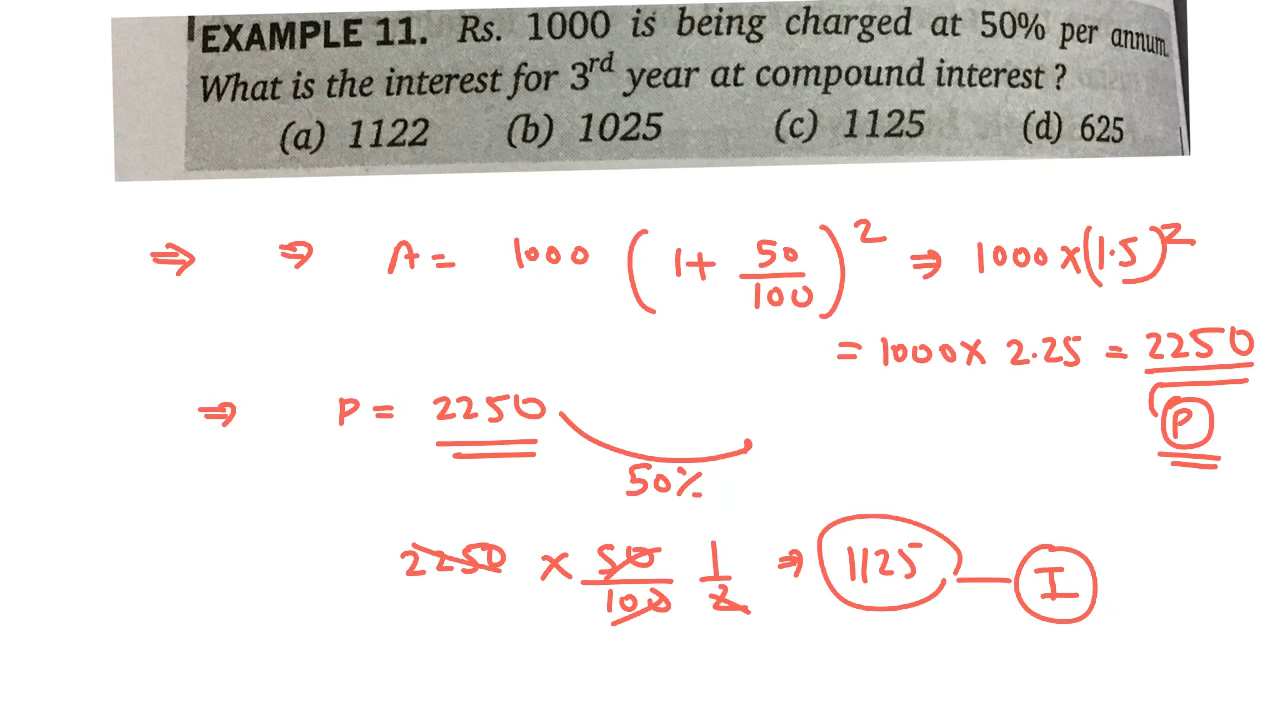 EXAMPLE 11. Rs. 1000 is being charged at 50% per annum.
What is the interest for 3rd year at compound interest ?
(a) 1122 (b) 1025 (c) 1125 (d) 625
⇒ ⇒ A = 1000 (1 + 50/100)² ⇒ 1000 × (1.5)²
= 1000 × 2.25 = 2250
⇒ P = 2250
P
50%
2250 × 50/100 1/2 ⇒ 1125 — I